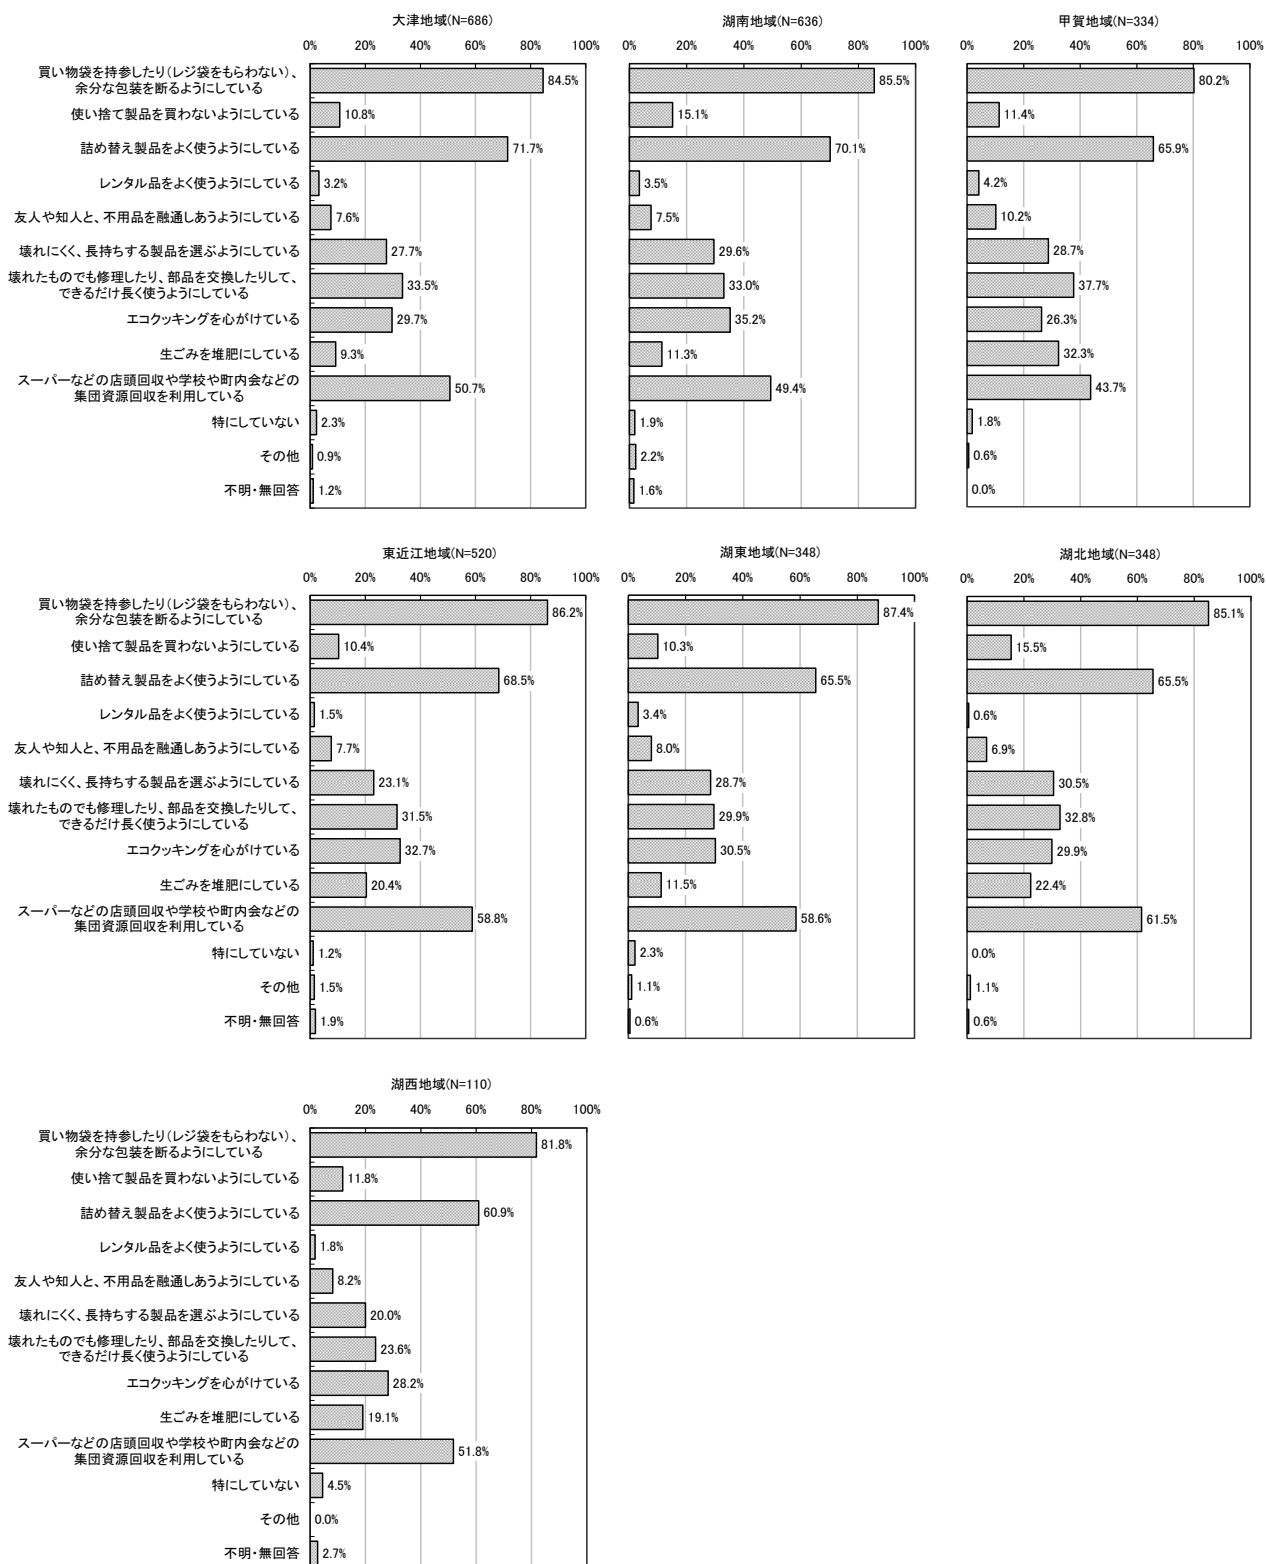 大津地域(N=686)
0% 20% 40% 60% 80% 100%
買い物袋を持参したり(レジ袋をもらわない)、
余分な包装を断るようにしている
84.5%
使い捨て製品を買わないようにしている
10.8%
詰め替え製品をよく使うようにしている
71.7%
レンタル品をよく使うようにしている
3.2%
友人や知人と、不用品を融通しあうようにしている
7.6%
壊れにくく、長持ちする製品を選ぶようにしている
27.7%
壊れたものでも修理したり、部品を交換したりして、
できるだけ長く使うようにしている
33.5%
エコクッキングを心がけている
29.7%
生ごみを堆肥にしている
9.3%
スーパーなどの店頭回収や学校や町内会などの
集団資源回収を利用している
50.7%
特にしていない
2.3%
その他
0.9%
不明・無回答
1.2%
湖南地域(N=636)
0% 20% 40% 60% 80% 100%
85.5%
15.1%
70.1%
3.5%
7.5%
29.6%
33.0%
35.2%
11.3%
49.4%
1.9%
2.2%
1.6%
甲賀地域(N=334)
0% 20% 40% 60% 80% 100%
80.2%
11.4%
65.9%
4.2%
10.2%
28.7%
37.7%
26.3%
32.3%
43.7%
1.8%
0.6%
0.0%
東近江地域(N=520)
0% 20% 40% 60% 80% 100%
買い物袋を持参したり(レジ袋をもらわない)、
余分な包装を断るようにしている
86.2%
使い捨て製品を買わないようにしている
10.4%
詰め替え製品をよく使うようにしている
68.5%
レンタル品をよく使うようにしている
1.5%
友人や知人と、不用品を融通しあうようにしている
7.7%
壊れにくく、長持ちする製品を選ぶようにしている
23.1%
壊れたものでも修理したり、部品を交換したりして、
できるだけ長く使うようにしている
31.5%
エコクッキングを心がけている
32.7%
生ごみを堆肥にしている
20.4%
スーパーなどの店頭回収や学校や町内会などの
集団資源回収を利用している
58.8%
特にしていない
1.2%
その他
1.5%
不明・無回答
1.9%
湖東地域(N=348)
0% 20% 40% 60% 80% 100%
87.4%
10.3%
65.5%
3.4%
8.0%
28.7%
29.9%
30.5%
11.5%
58.6%
2.3%
1.1%
0.6%
湖北地域(N=348)
0% 20% 40% 60% 80% 100%
85.1%
15.5%
65.5%
0.6%
6.9%
30.5%
32.8%
29.9%
22.4%
61.5%
0.0%
1.1%
0.6%
湖西地域(N=110)
0% 20% 40% 60% 80% 100%
買い物袋を持参したり(レジ袋をもらわない)、
余分な包装を断るようにしている
81.8%
使い捨て製品を買わないようにしている
11.8%
詰め替え製品をよく使うようにしている
60.9%
レンタル品をよく使うようにしている
1.8%
友人や知人と、不用品を融通しあうようにしている
8.2%
壊れにくく、長持ちする製品を選ぶようにしている
20.0%
壊れたものでも修理したり、部品を交換したりして、
できるだけ長く使うようにしている
23.6%
エコクッキングを心がけている
28.2%
生ごみを堆肥にしている
19.1%
スーパーなどの店頭回収や学校や町内会などの
集団資源回収を利用している
51.8%
特にしていない
4.5%
その他
0.0%
不明・無回答
2.7%